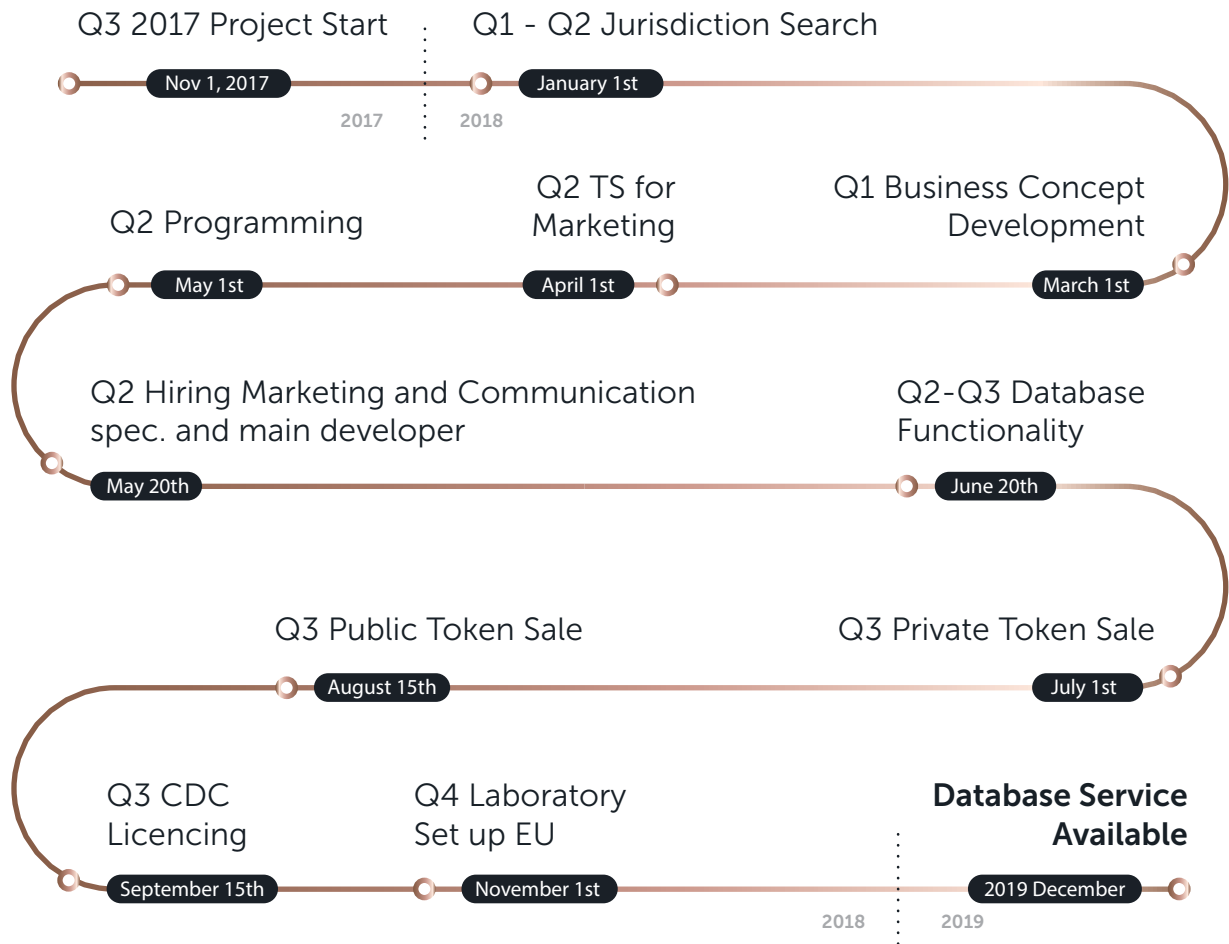 Q3 2017 Project Start
Q1 - Q2 Jurisdiction Search
Nov 1, 2017
January 1st
2017
2018
Q2 Programming
Q2 TS for
Marketing
Q1 Business Concept
Development
May 1st
April 1st
March 1st
Q2 Hiring Marketing and Communication
spec. and main developer
Q2-Q3 Database
Functionality
May 20th
June 20th
Q3 Public Token Sale
Q3 Private Token Sale
August 15th
July 1st
Q3 CDC
Licencing
Q4 Laboratory
Set up EU
Database Service
Available
September 15th
November 1st
2019 December
2018
2019